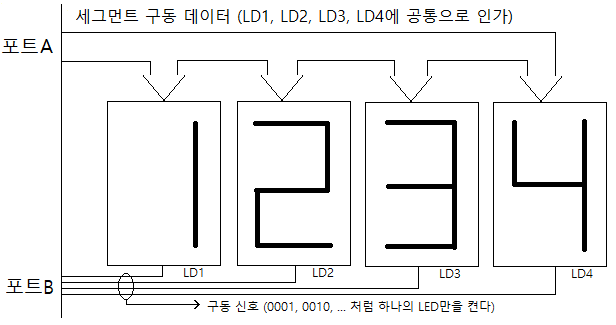 세그먼트 구동 데이터 (LD1, LD2, LD3, LD4에 공통으로 인가)
포트A
1 2 3 4
LD1 LD2 LD3 LD4
포트B
구동 신호 (0001, 0010, ... 처럼 하나의 LED만을 켠다)